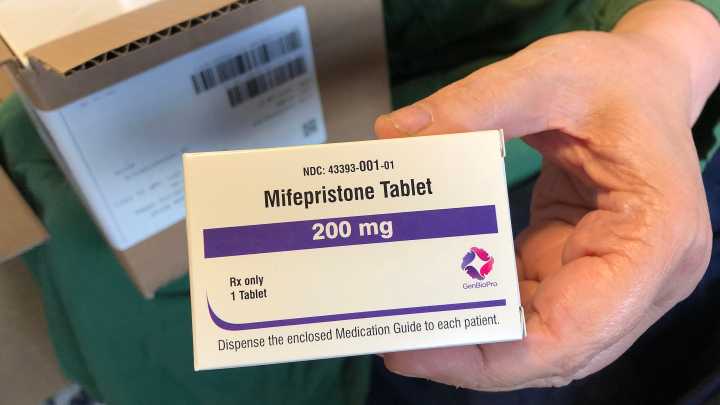 NDC: 43393-001-01
Mifepristone Tablet
200 mg
Rx only
1 Tablet
GenBioPro
Dispense the enclosed Medication Guide to each patient.